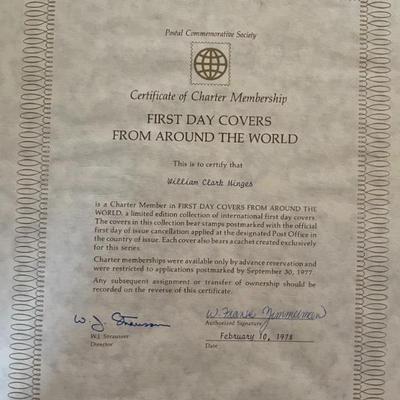 Postal Commemorative Society
Certificate of Charter Membership
FIRST DAY COVERS
FROM AROUND THE WORLD
This is to certify that
William Clark Hinges
is a Charter Member in FIRST DAY COVERS FROM AROUND THE
WORLD, a limited edition collection of international first day covers.
The covers in this collection bear stamps postmarked with the official
first day of issue cancellation applied at the designated Post Office in
the country of issue. Each cover also bears a cachet created exclusively
for this series.
Charter memberships were available only by advance reservation and
were restricted to applications postmarked by September 30, 1977.
Any subsequent assignment or transfer of ownership should be
recorded on the reverse of this certificate.
W. J. Strausser
W. Frank Zimmerman
W.J. Strausser
Director
Authorized Signature
February 10, 1978
Date